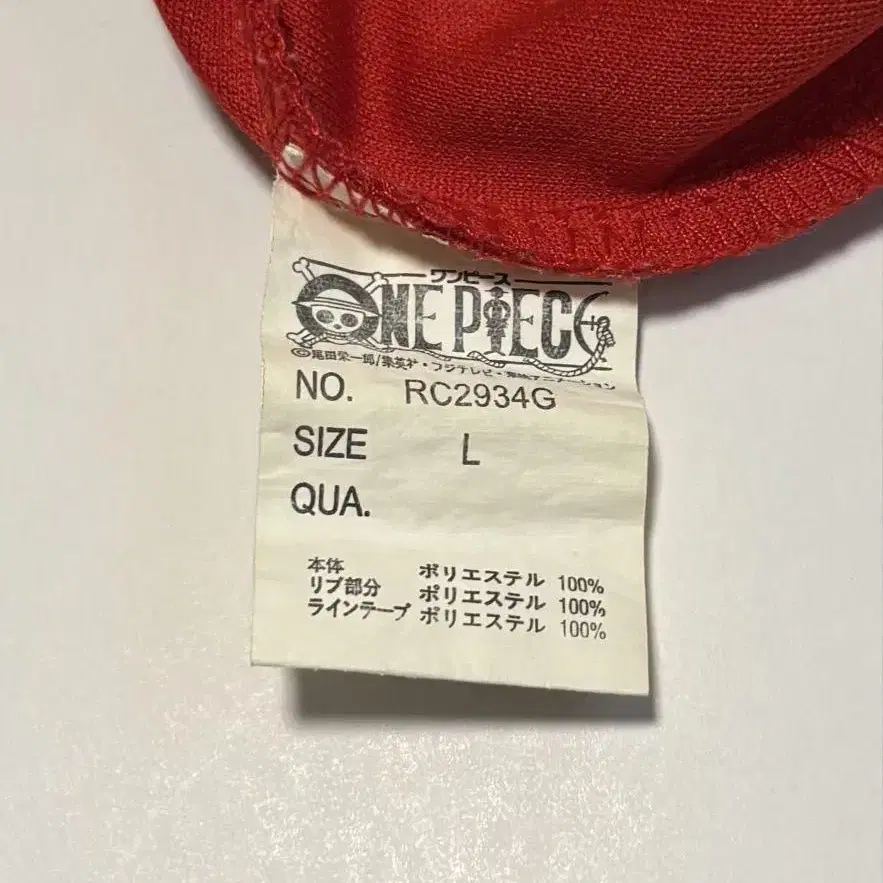 ワンピース
ONE PIECE
©尾田栄一郎/集英社・フジテレビ・東映アニメーション
NO. RC2934G
SIZE L
QUA.
本体 ポリエステル 100%
リブ部分 ポリエステル 100%
ラインテープ ポリエステル 100%